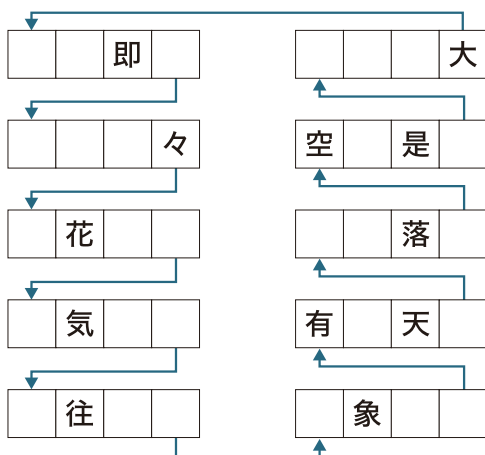 即
大
々
空 是
花
落
気
有 天
往
象